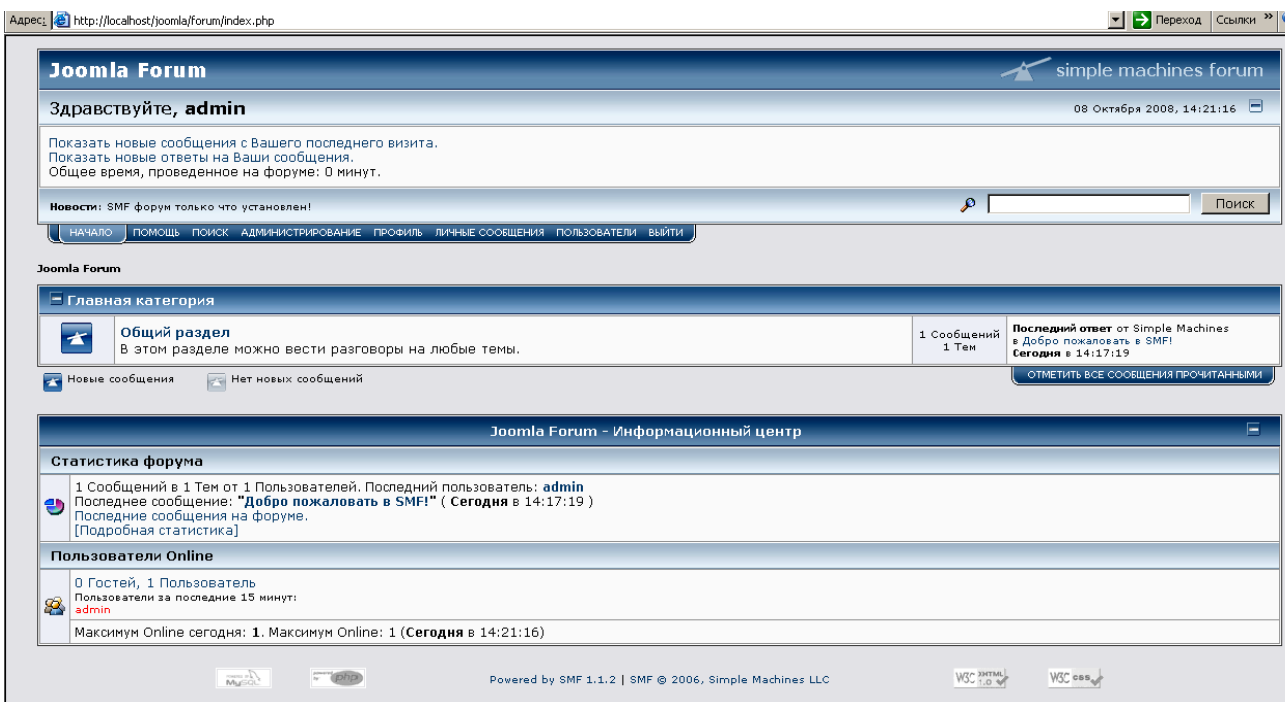 Адрес: http://localhost/joomla/forum/index.php Переход Ссылки »
Joomla Forum simple machines forum
Здравствуйте, admin 08 Октября 2008, 14:21:16
Показать новые сообщения с Вашего последнего визита.
Показать новые ответы на Ваши сообщения.
Общее время, проведенное на форуме: 0 минут.
Новости: SMF форум только что установлен! Поиск
НАЧАЛО ПОМОЩЬ ПОИСК АДМИНИСТРИРОВАНИЕ ПРОФИЛЬ ЛИЧНЫЕ СООБЩЕНИЯ ПОЛЬЗОВАТЕЛИ ВЫЙТИ
Joomla Forum
Главная категория
Общий раздел
В этом разделе можно вести разговоры на любые темы.
1 Сообщений
1 Тем
Последний ответ от Simple Machines
в Добро пожаловать в SMF!
Сегодня в 14:17:19
Новые сообщения Нет новых сообщений
ОТМЕТИТЬ ВСЕ СООБЩЕНИЯ ПРОЧИТАННЫМИ
Joomla Forum - Информационный центр
Статистика форума
1 Сообщений в 1 Тем от 1 Пользователей. Последний пользователь: admin
Последнее сообщение: "Добро пожаловать в SMF!" ( Сегодня в 14:17:19 )
Последние сообщения на форуме.
[Подробная статистика]
Пользователи Online
0 Гостей, 1 Пользователь
Пользователи за последние 15 минут:
admin
Максимум Online сегодня: 1. Максимум Online: 1 (Сегодня в 14:21:16)
MySQL php Powered by SMF 1.1.2 | SMF © 2006, Simple Machines LLC W3C XHTML 1.0 W3C css